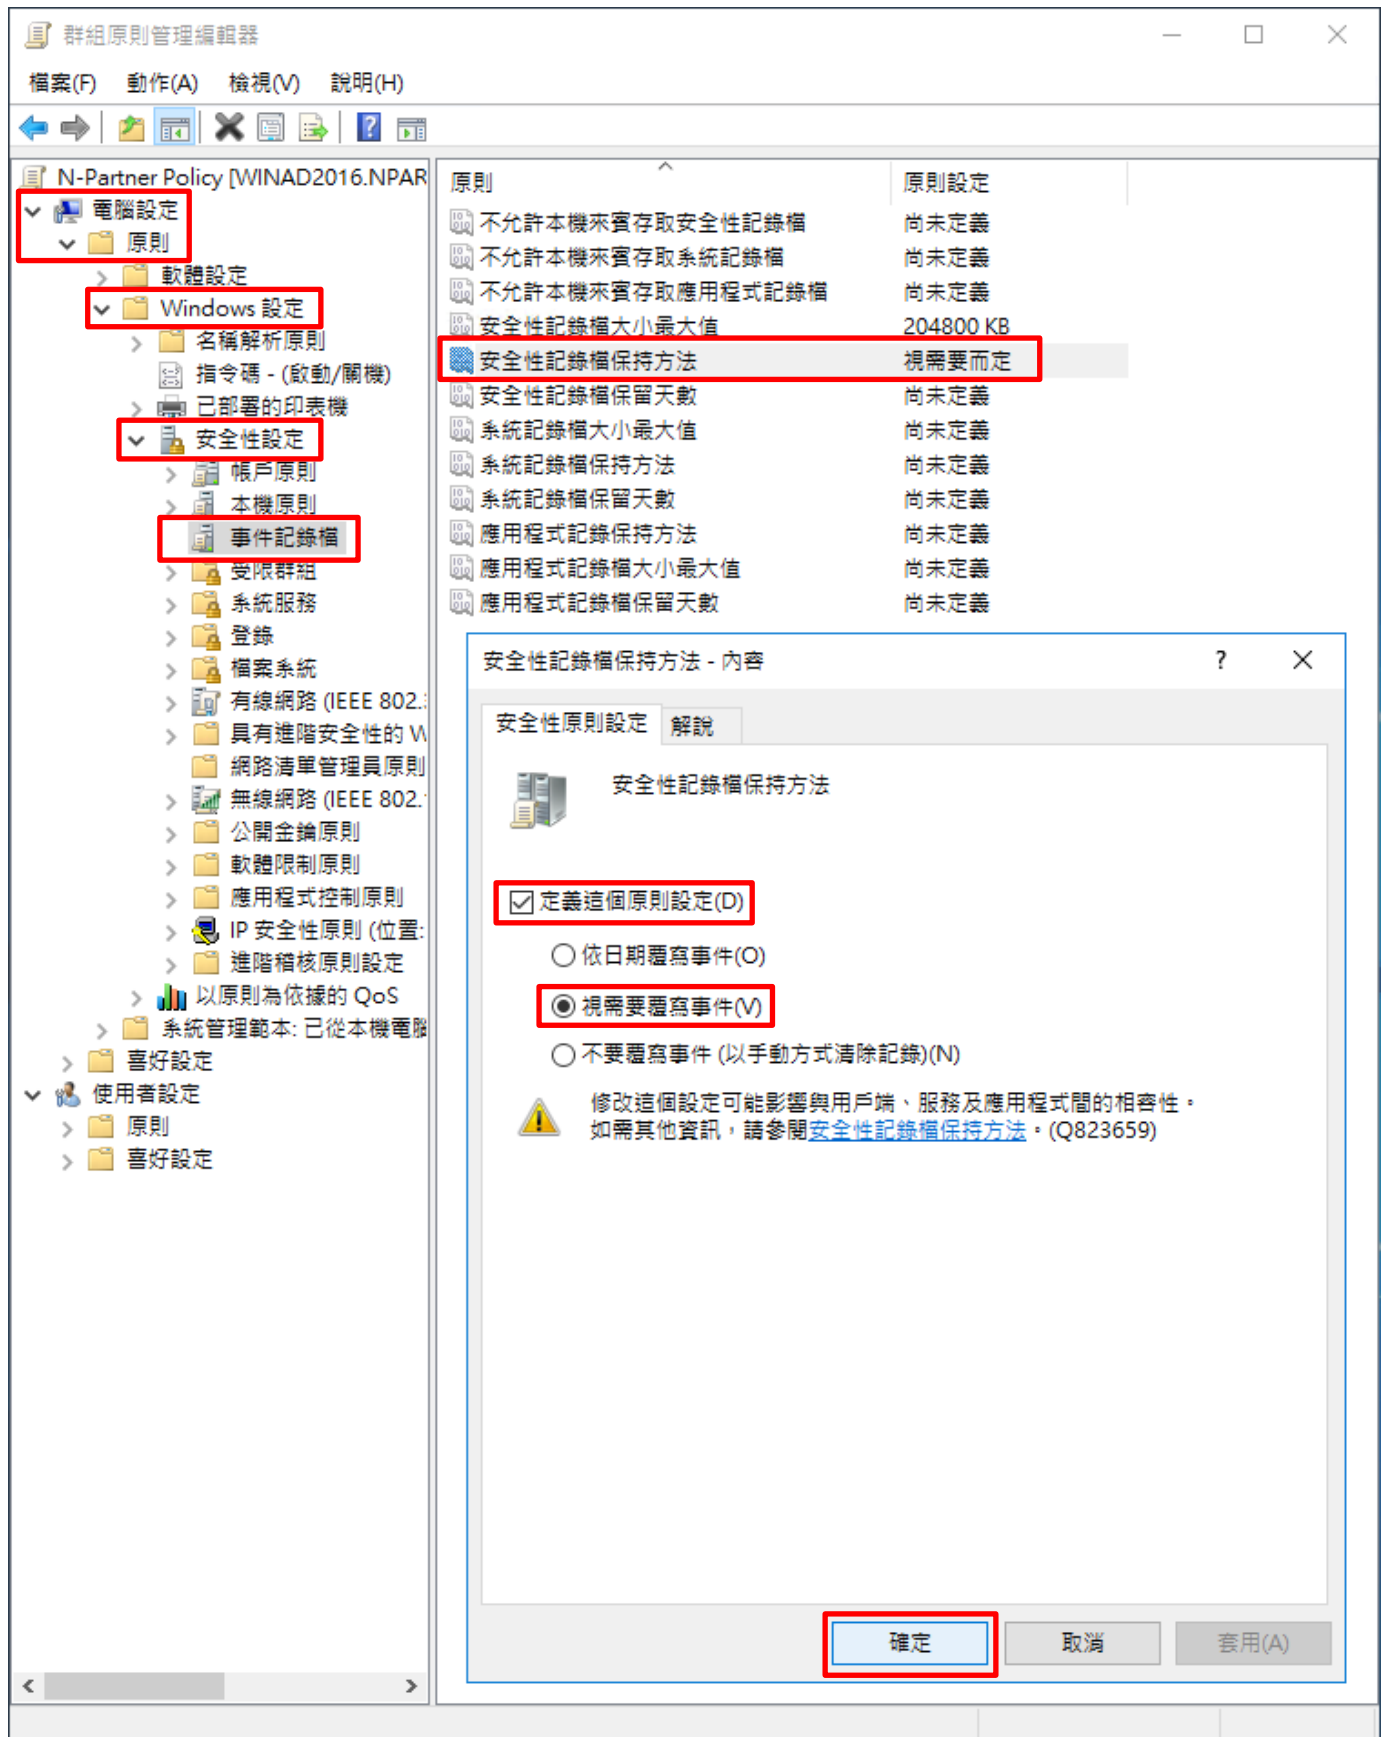 群組原則管理編輯器
檔案(F) 動作(A) 檢視(V) 說明(H)
N-Partner Policy [WINAD2016.NPAR
電腦設定
原則
軟體設定
Windows 設定
名稱解析原則
指令碼 - (啟動/關機)
已部署的印表機
安全性設定
帳戶原則
本機原則
事件記錄檔
受限群組
系統服務
登錄
檔案系統
有線網路 (IEEE 802.
具有進階安全性的 W
網路清單管理員原則
無線網路 (IEEE 802.
公開金鑰原則
軟體限制原則
應用程式控制原則
IP 安全性原則 (位置:
進階稽核原則設定
以原則為依據的 QoS
系統管理範本: 已從本機電腦
喜好設定
使用者設定
原則
喜好設定
原則 原則設定
不允許本機來賓存取安全性記錄檔 尚未定義
不允許本機來賓存取系統記錄檔 尚未定義
不允許本機來賓存取應用程式記錄檔 尚未定義
安全性記錄檔大小最大值 204800 KB
安全性記錄檔保持方法 視需要而定
安全性記錄檔保留天數 尚未定義
系統記錄檔大小最大值 尚未定義
系統記錄檔保持方法 尚未定義
系統記錄檔保留天數 尚未定義
應用程式記錄保持方法 尚未定義
應用程式記錄檔大小最大值 尚未定義
應用程式記錄檔保留天數 尚未定義
安全性記錄檔保持方法 - 內容 ?
安全性原則設定 解說
安全性記錄檔保持方法
定義這個原則設定(D)
依日期覆寫事件(O)
視需要覆寫事件(V)
不要覆寫事件 (以手動方式清除記錄)(N)
修改這個設定可能影響與用戶端、服務及應用程式間的相容性。
如需其他資訊，請參閱安全性記錄檔保持方法。(Q823659)
確定 取消 套用(A)